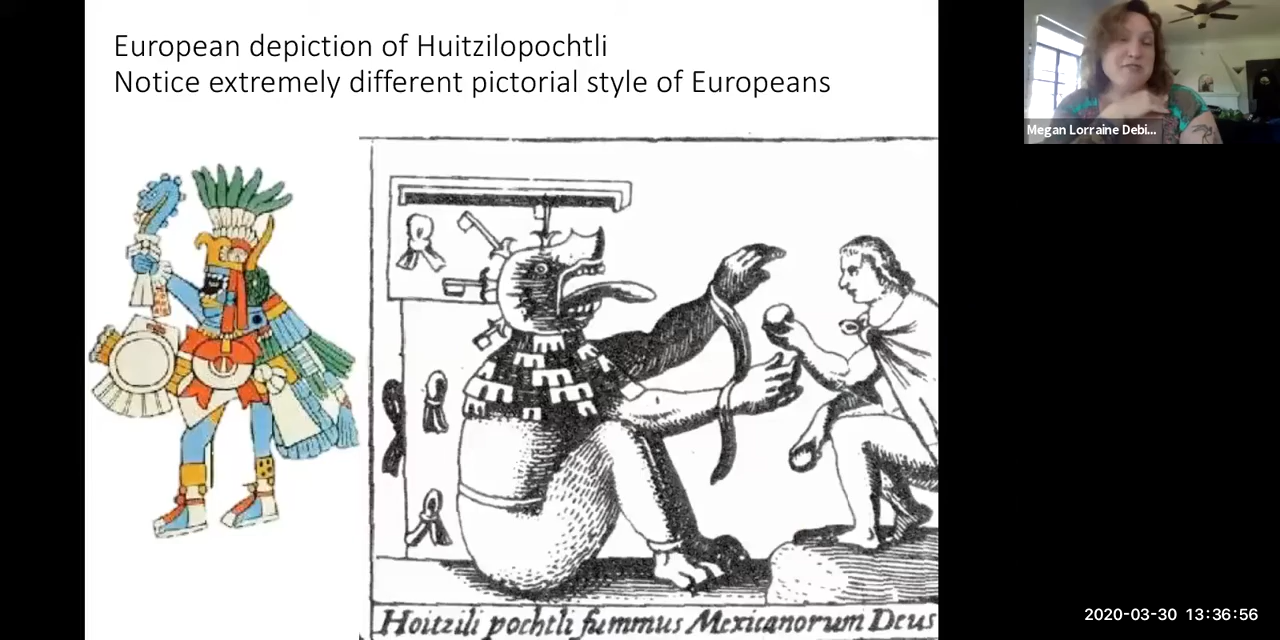 European depiction of Huitzilopochtli
Notice extremely different pictorial style of Europeans
Megan Lorraine Debi...
Hoitzili pochtli summus Mexicanorum Deus
2020-03-30 13:36:56